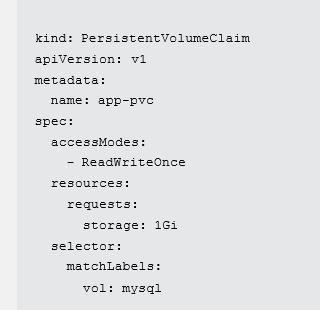 kind: PersistentVolumeClaim
apiVersion: v1
metadata:
  name: app-pvc
spec:
  accessModes:
    - ReadWriteOnce
  resources:
    requests:
      storage: 1Gi
  selector:
    matchLabels:
      vol: mysql